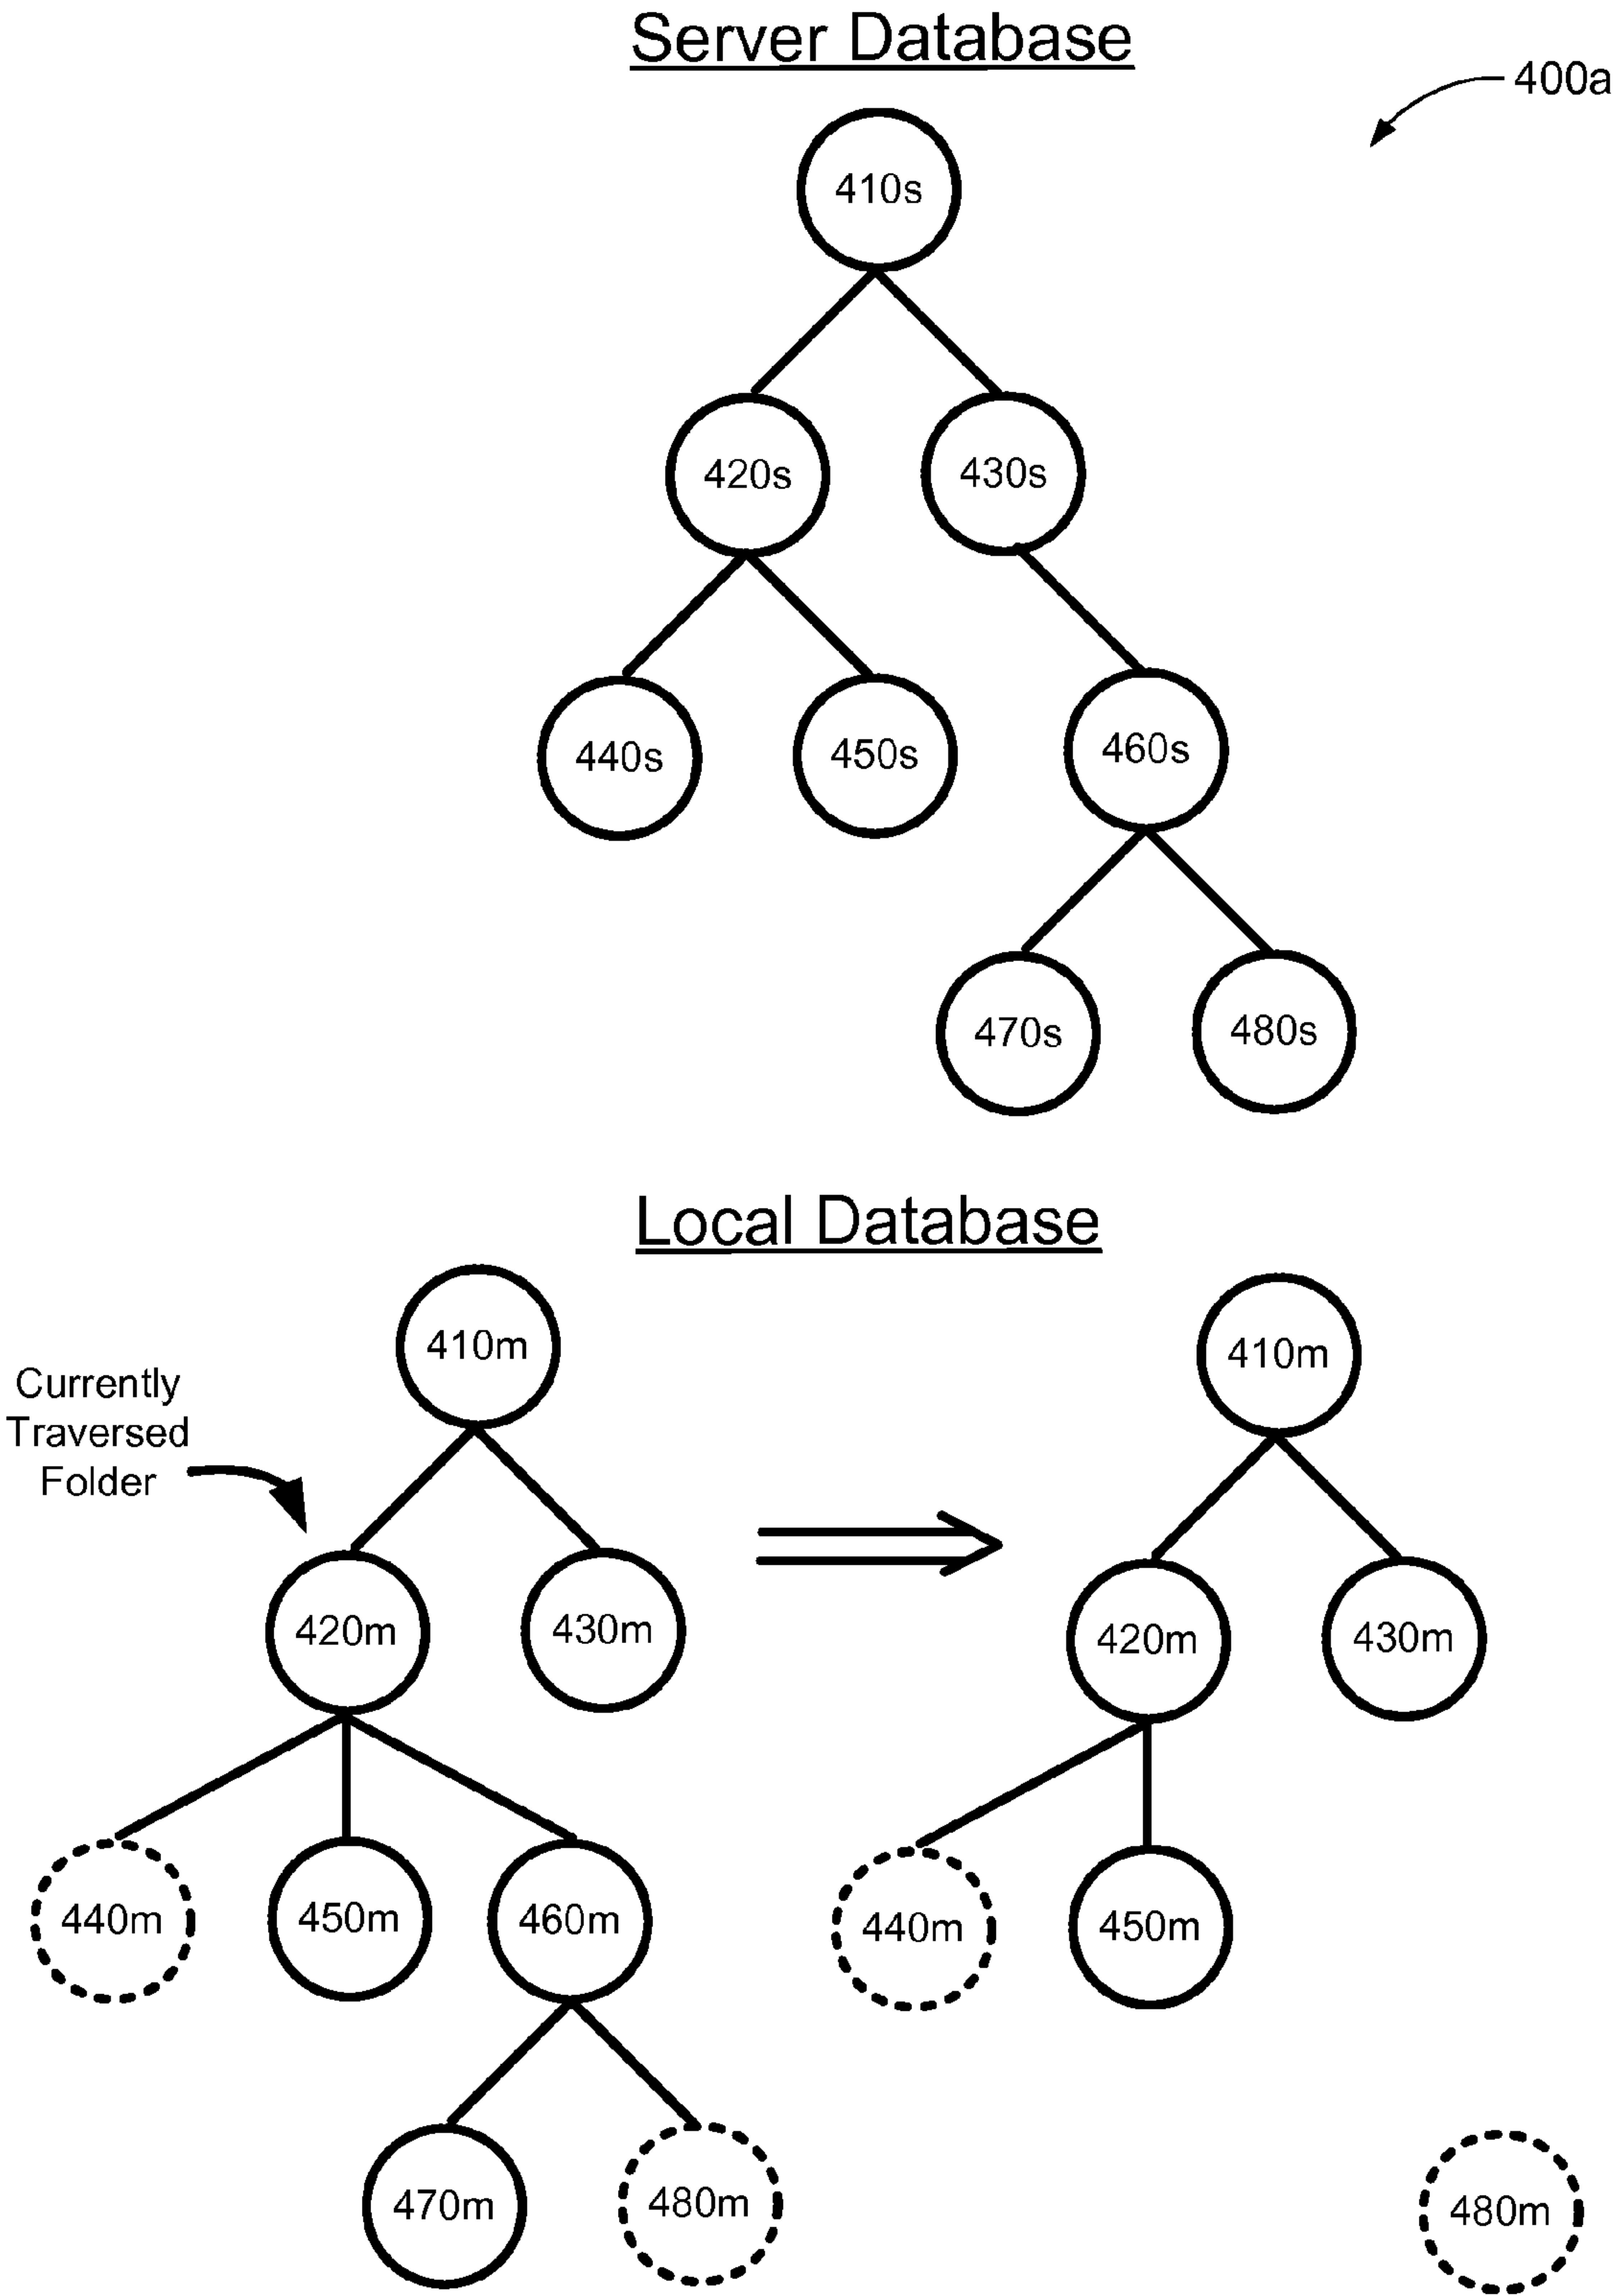 Server Database
400a
410s
420s
430s
440s
450s
460s
470s
480s
Local Database
410m
410m
Currently
Traversed
Folder
420m
430m
420m
430m
440m
450m
460m
440m
450m
470m
480m
480m